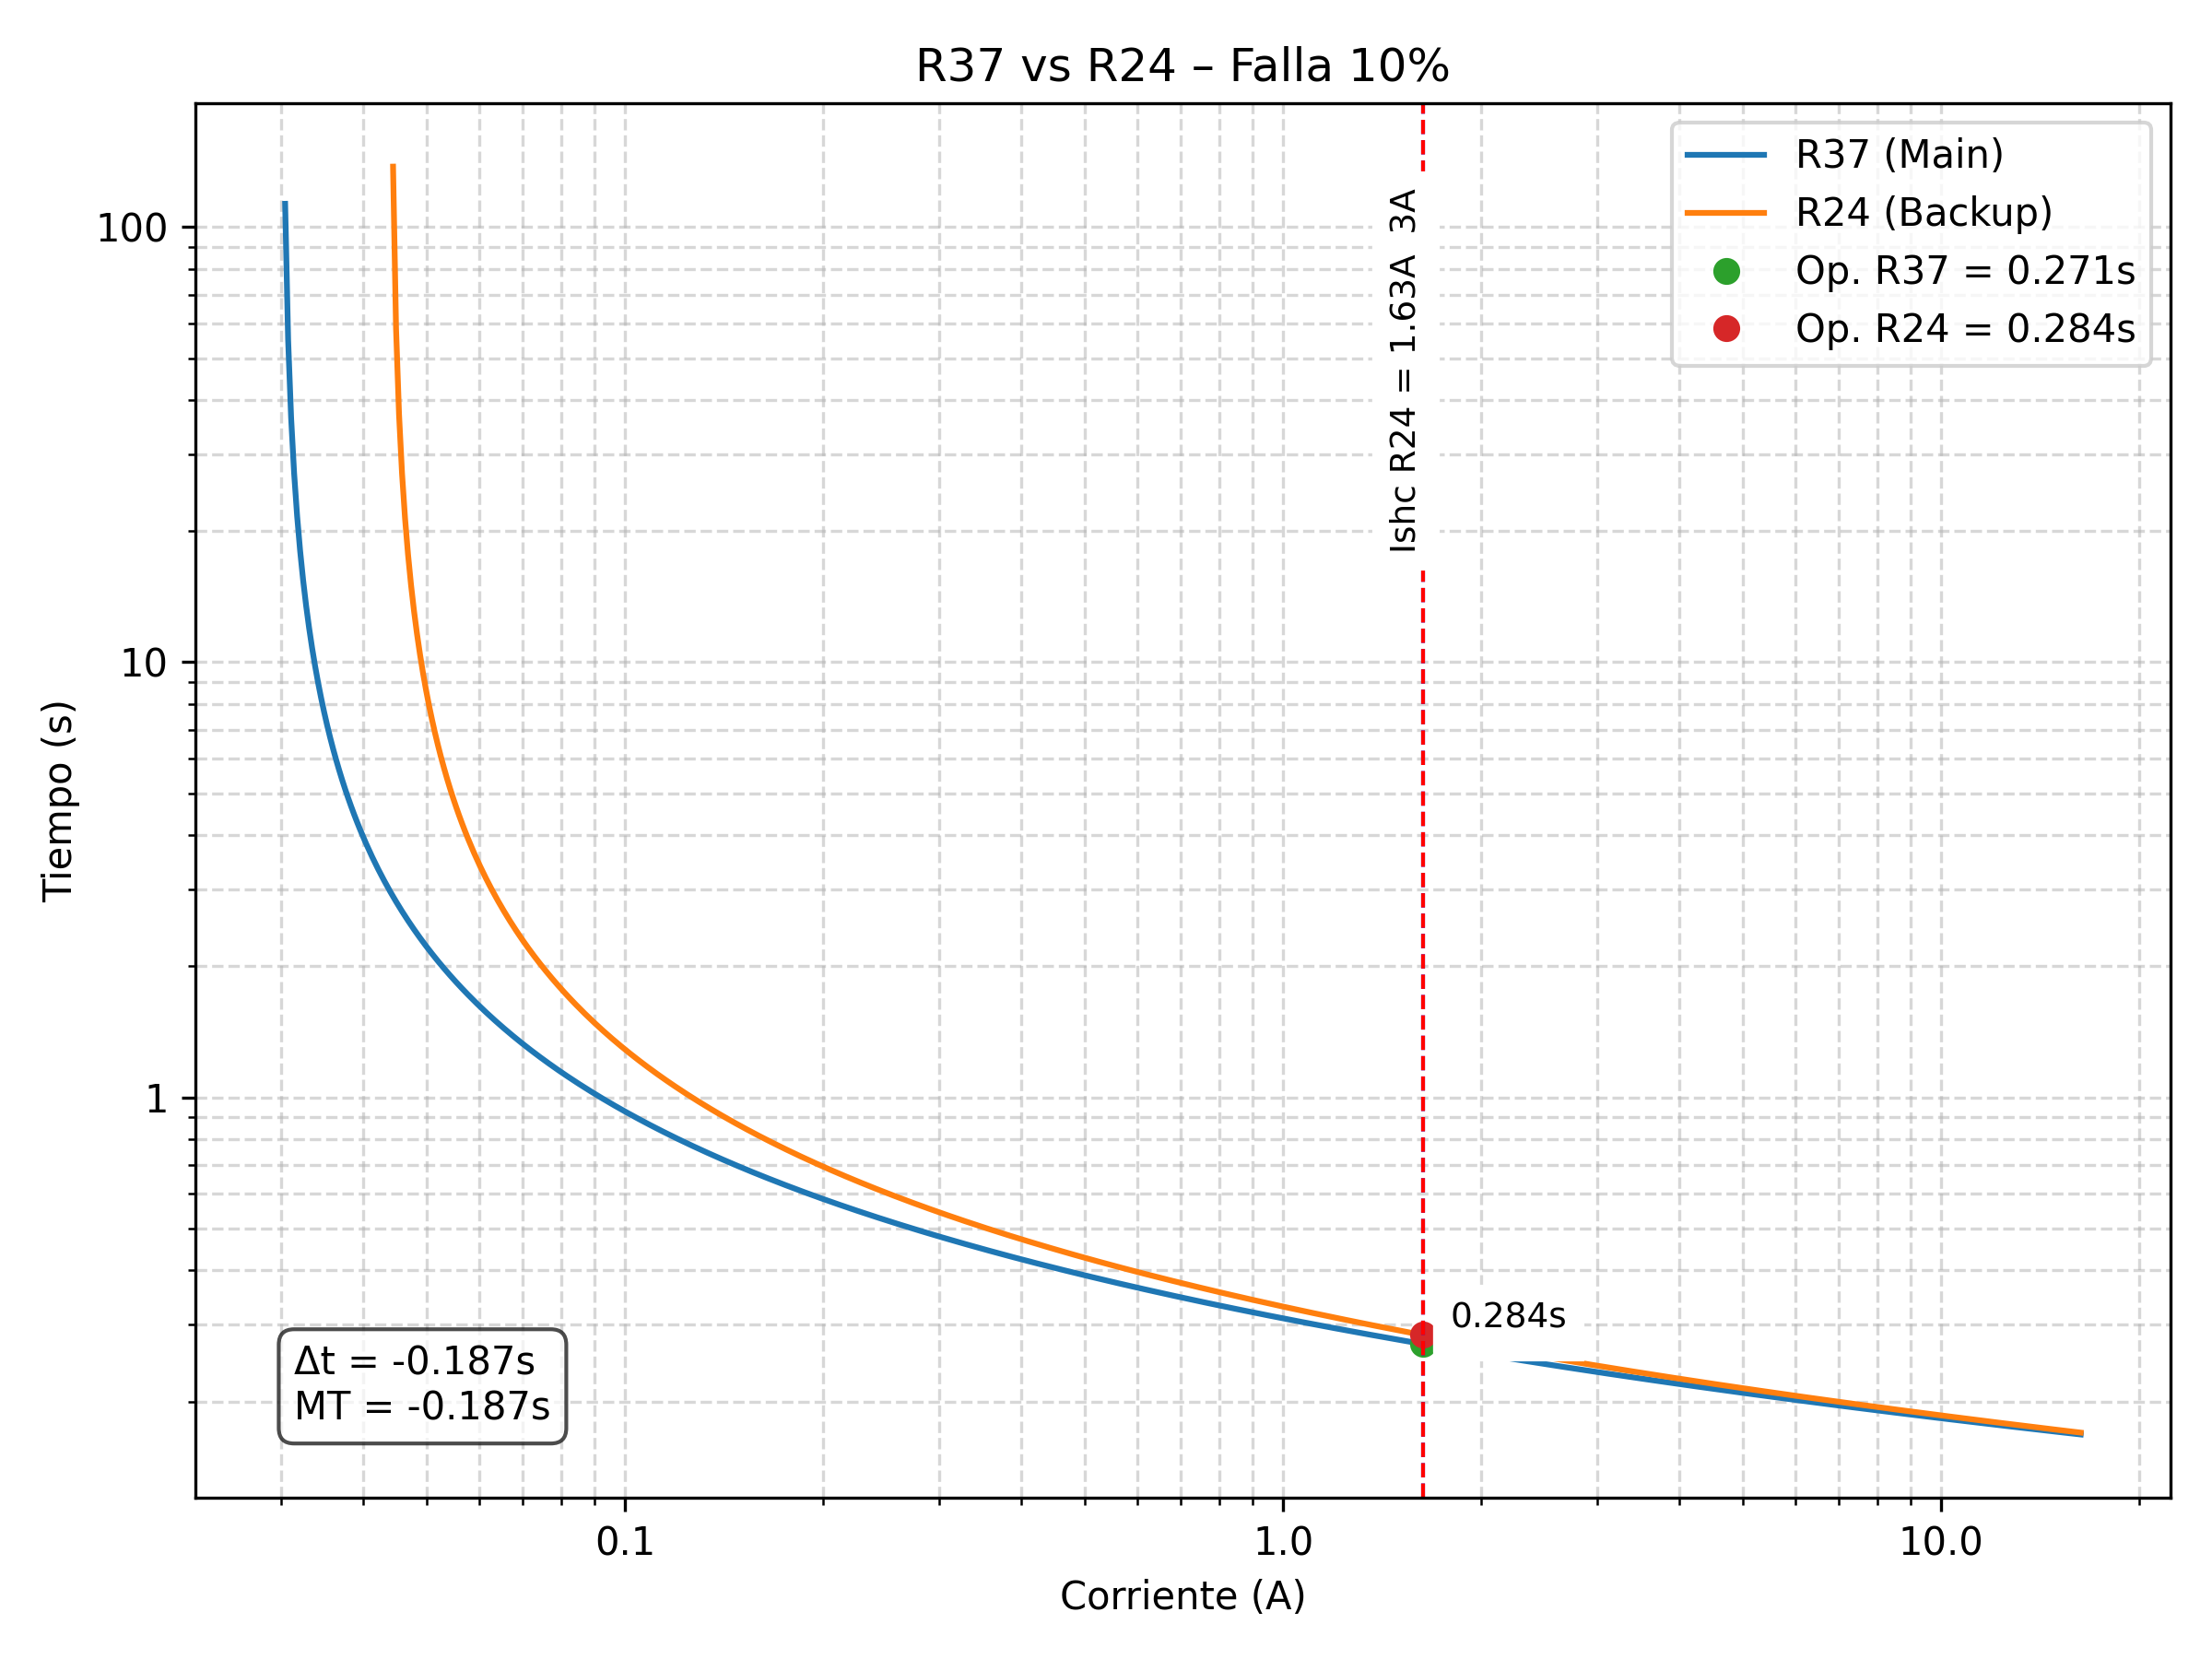 R37 vs R24 – Falla 10%
R37 (Main)
R24 (Backup)
Op. R37 = 0.271s
Op. R24 = 0.284s
Ishc R24 = 1.63A 3A
100
10
1
Tiempo (s)
0.284s
Δt = -0.187s
MT = -0.187s
0.1
1.0
10.0
Corriente (A)